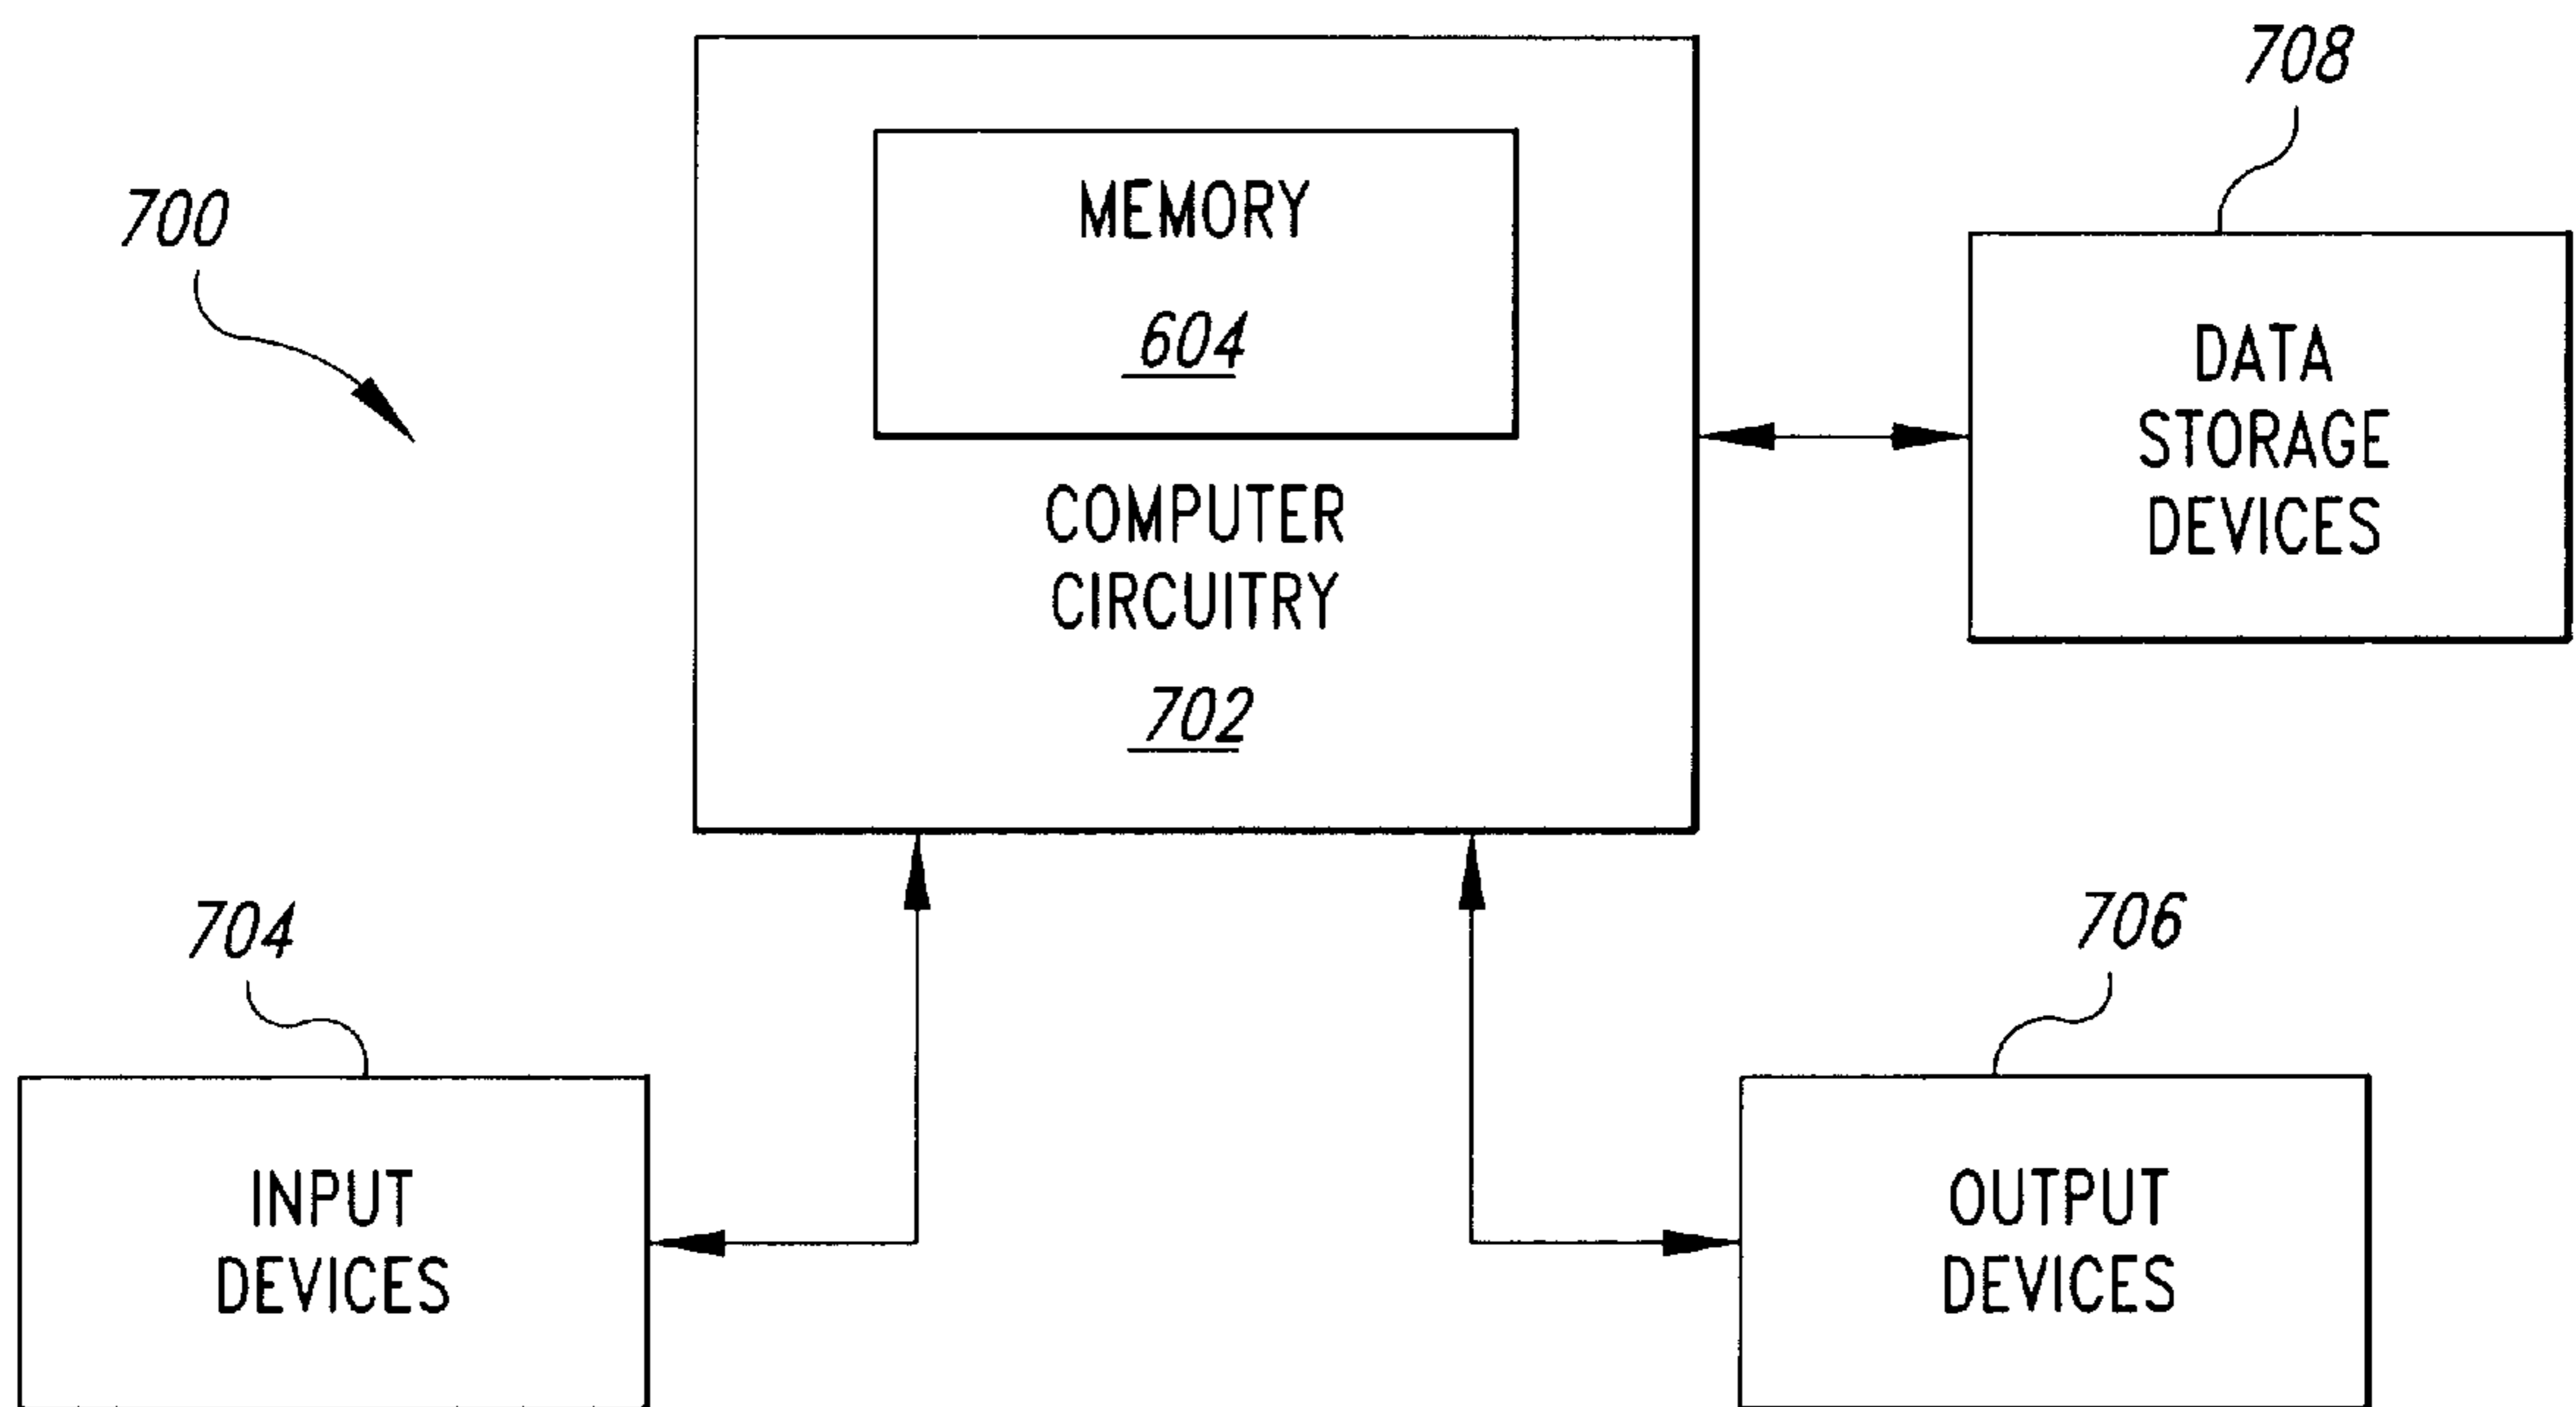 708
700
MEMORY
604
DATA
STORAGE
DEVICES
COMPUTER
CIRCUITRY
702
704
706
INPUT
DEVICES
OUTPUT
DEVICES